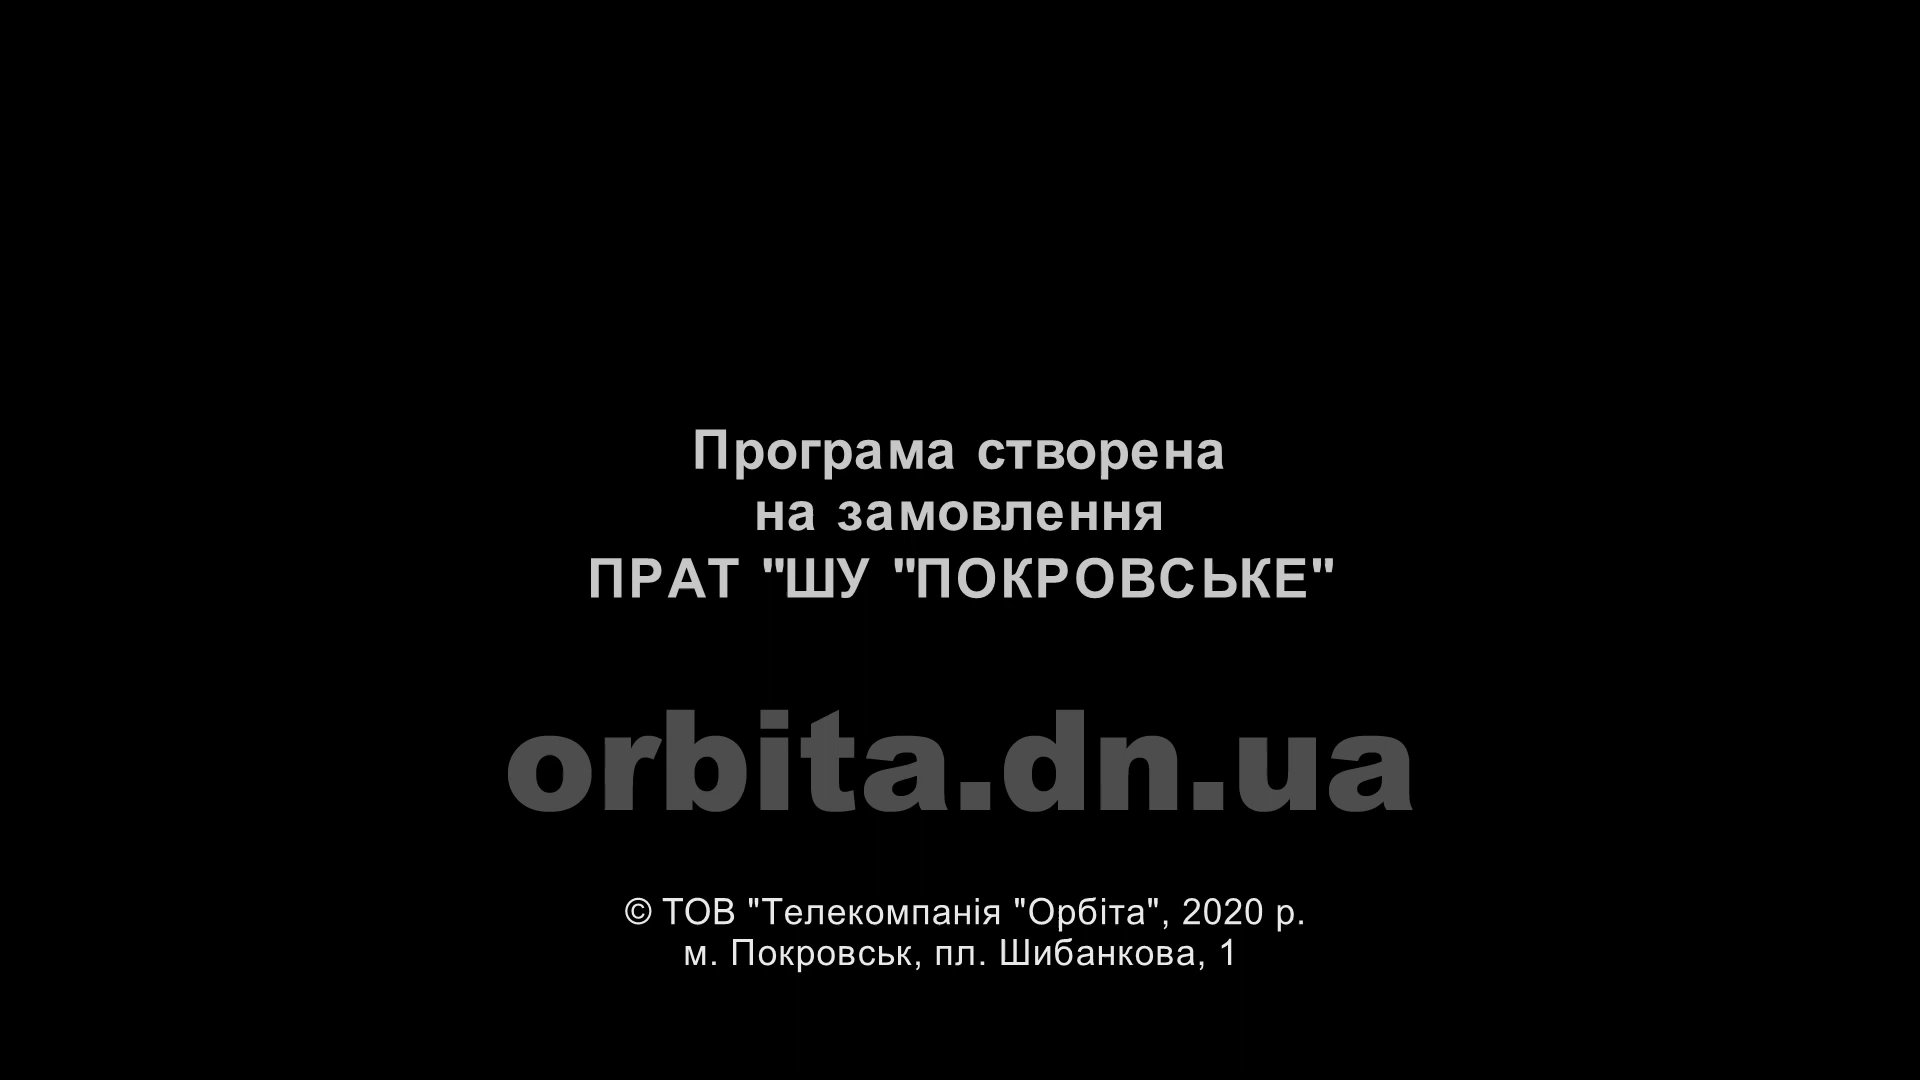 Програма створена
на замовлення
ПРАТ "ШУ "ПОКРОВСЬКЕ"
orbita.dn.ua
© ТОВ "Телекомпанія "Орбіта", 2020 р.
м. Покровськ, пл. Шибанкова, 1